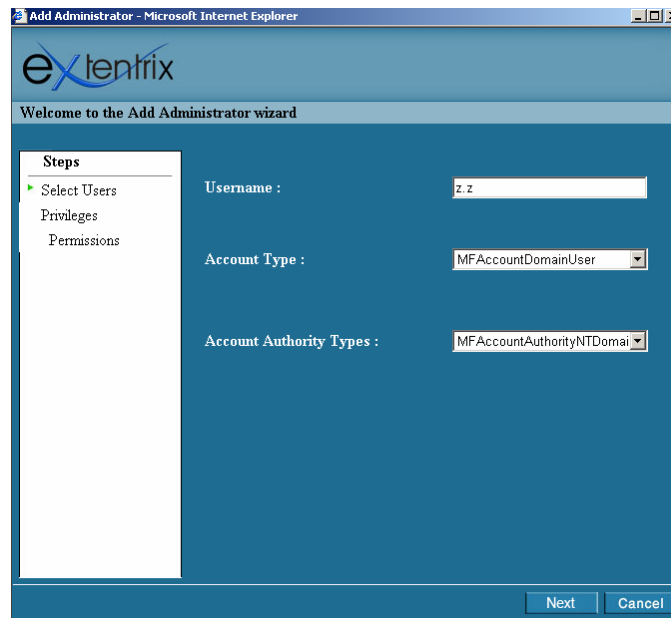 Add Administrator - Microsoft Internet Explorer
extentrix
Welcome to the Add Administrator wizard
Steps
Select Users
Privileges
Permissions
Username :
z.z
Account Type :
MFAccountDomainUser
Account Authority Types :
MFAccountAuthorityNTDomai
Next
Cancel